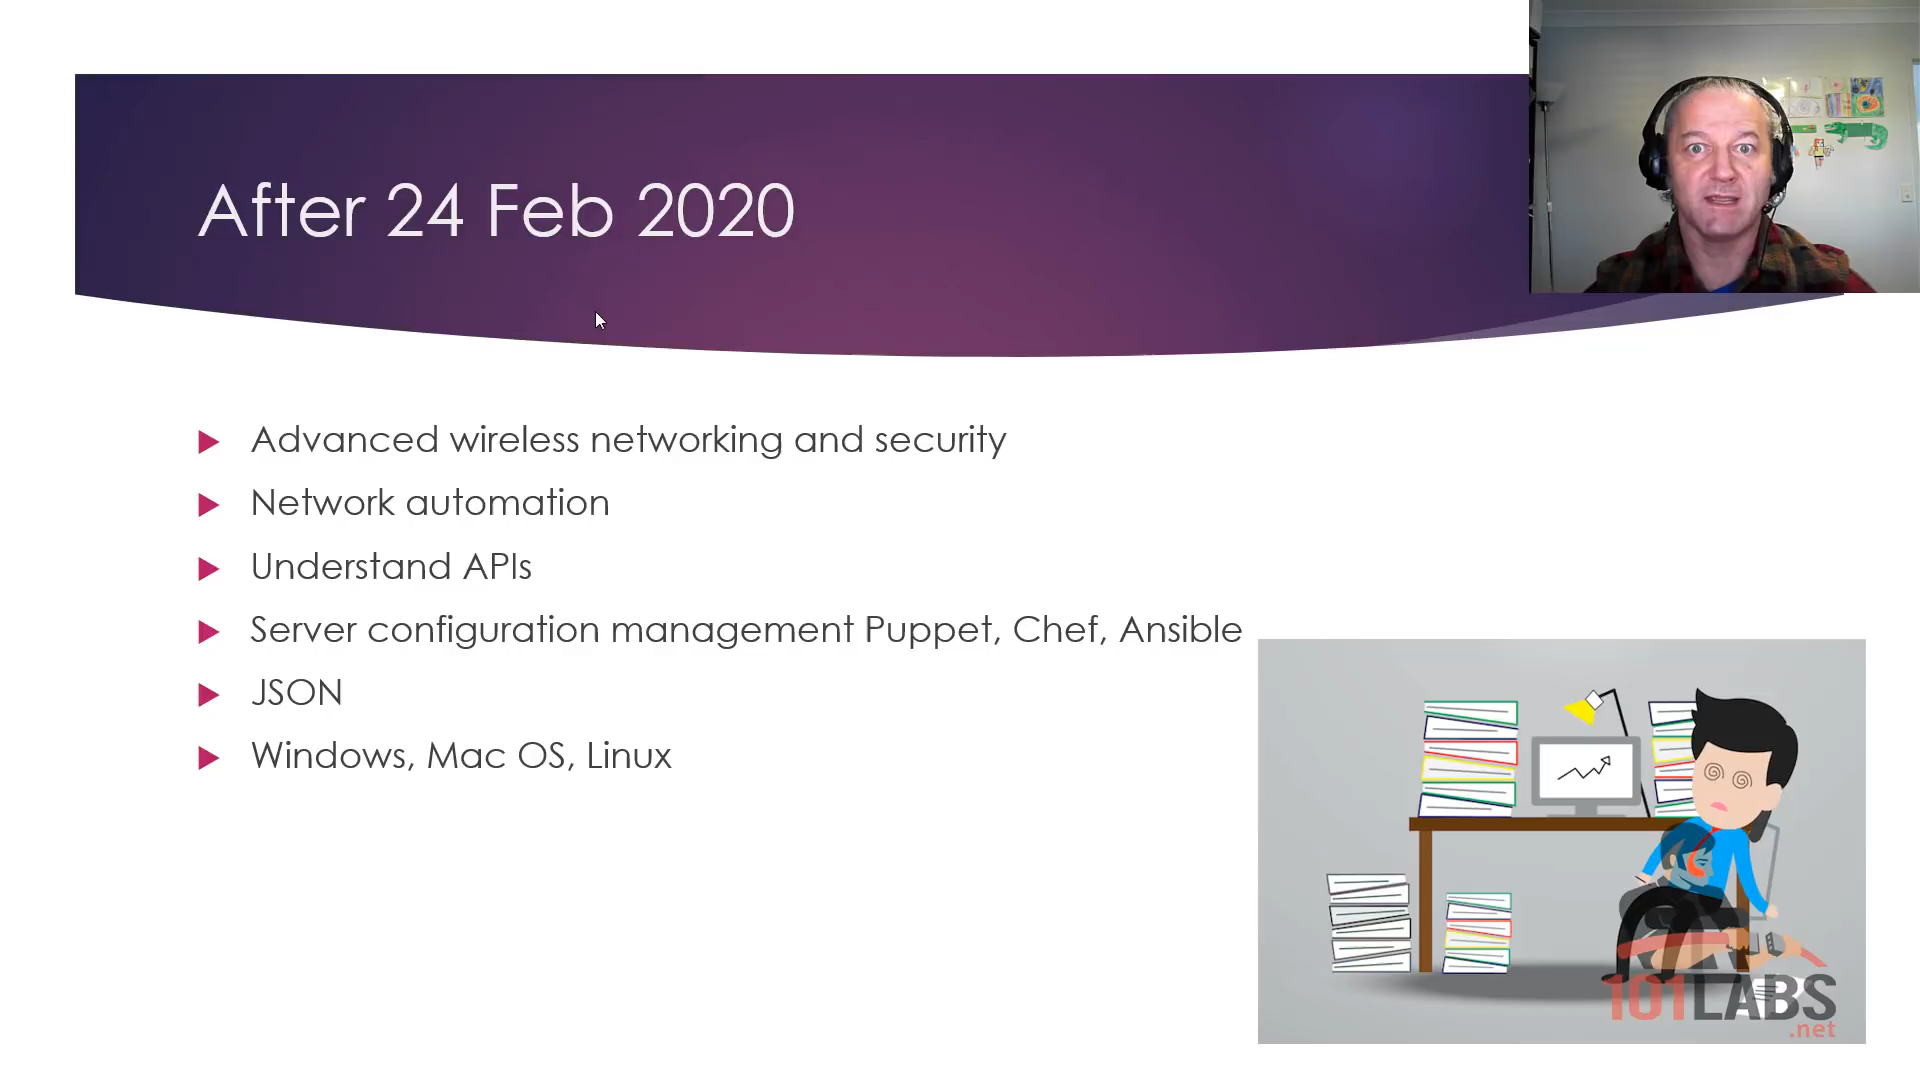 After 24 Feb 2020
Advanced wireless networking and security
Network automation
Understand APIs
Server configuration management Puppet, Chef, Ansible
JSON
Windows, Mac OS, Linux
101LABS
.net